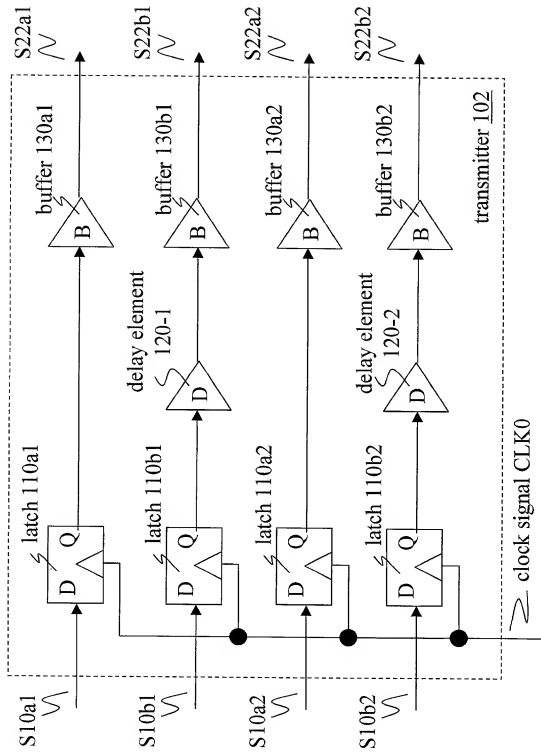 S22a1
S22b1
S22a2
S22b2
buffer 130a1
buffer 130b1
buffer 130a2
buffer 130b2
transmitter 102
B
B
B
B
delay element
120-1
delay element
120-2
D
D
latch 110a1
latch 110b1
latch 110a2
latch 110b2
D Q
D Q
D Q
D Q
clock signal CLK0
S10a1
S10b1
S10a2
S10b2